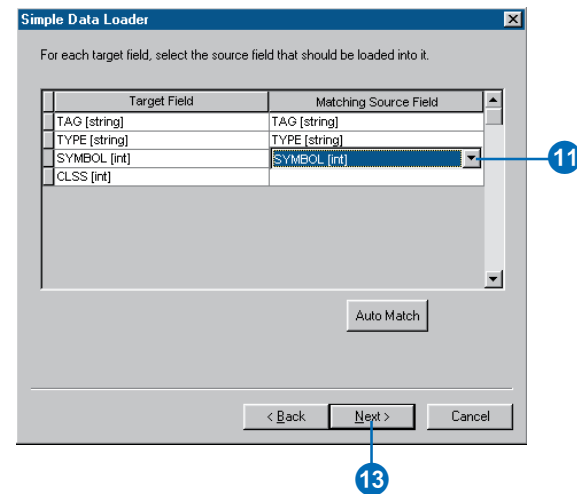 Simple Data Loader
For each target field, select the source field that should be loaded into it.
Target Field Matching Source Field
TAG [string] TAG [string]
TYPE [string] TYPE [string]
SYMBOL [int] SYMBOL [int]
CLSS [int]
11
Auto Match
< Back Next > Cancel
13